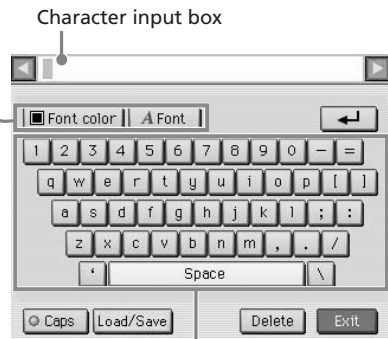 Character input box
Font color A Font
1 2 3 4 5 6 7 8 9 0 - =
q w e r t y u i o p [ ]
a s d f g h j k l ; :
z x c v b n m , . /
' Space \
Caps Load/Save Delete Exit